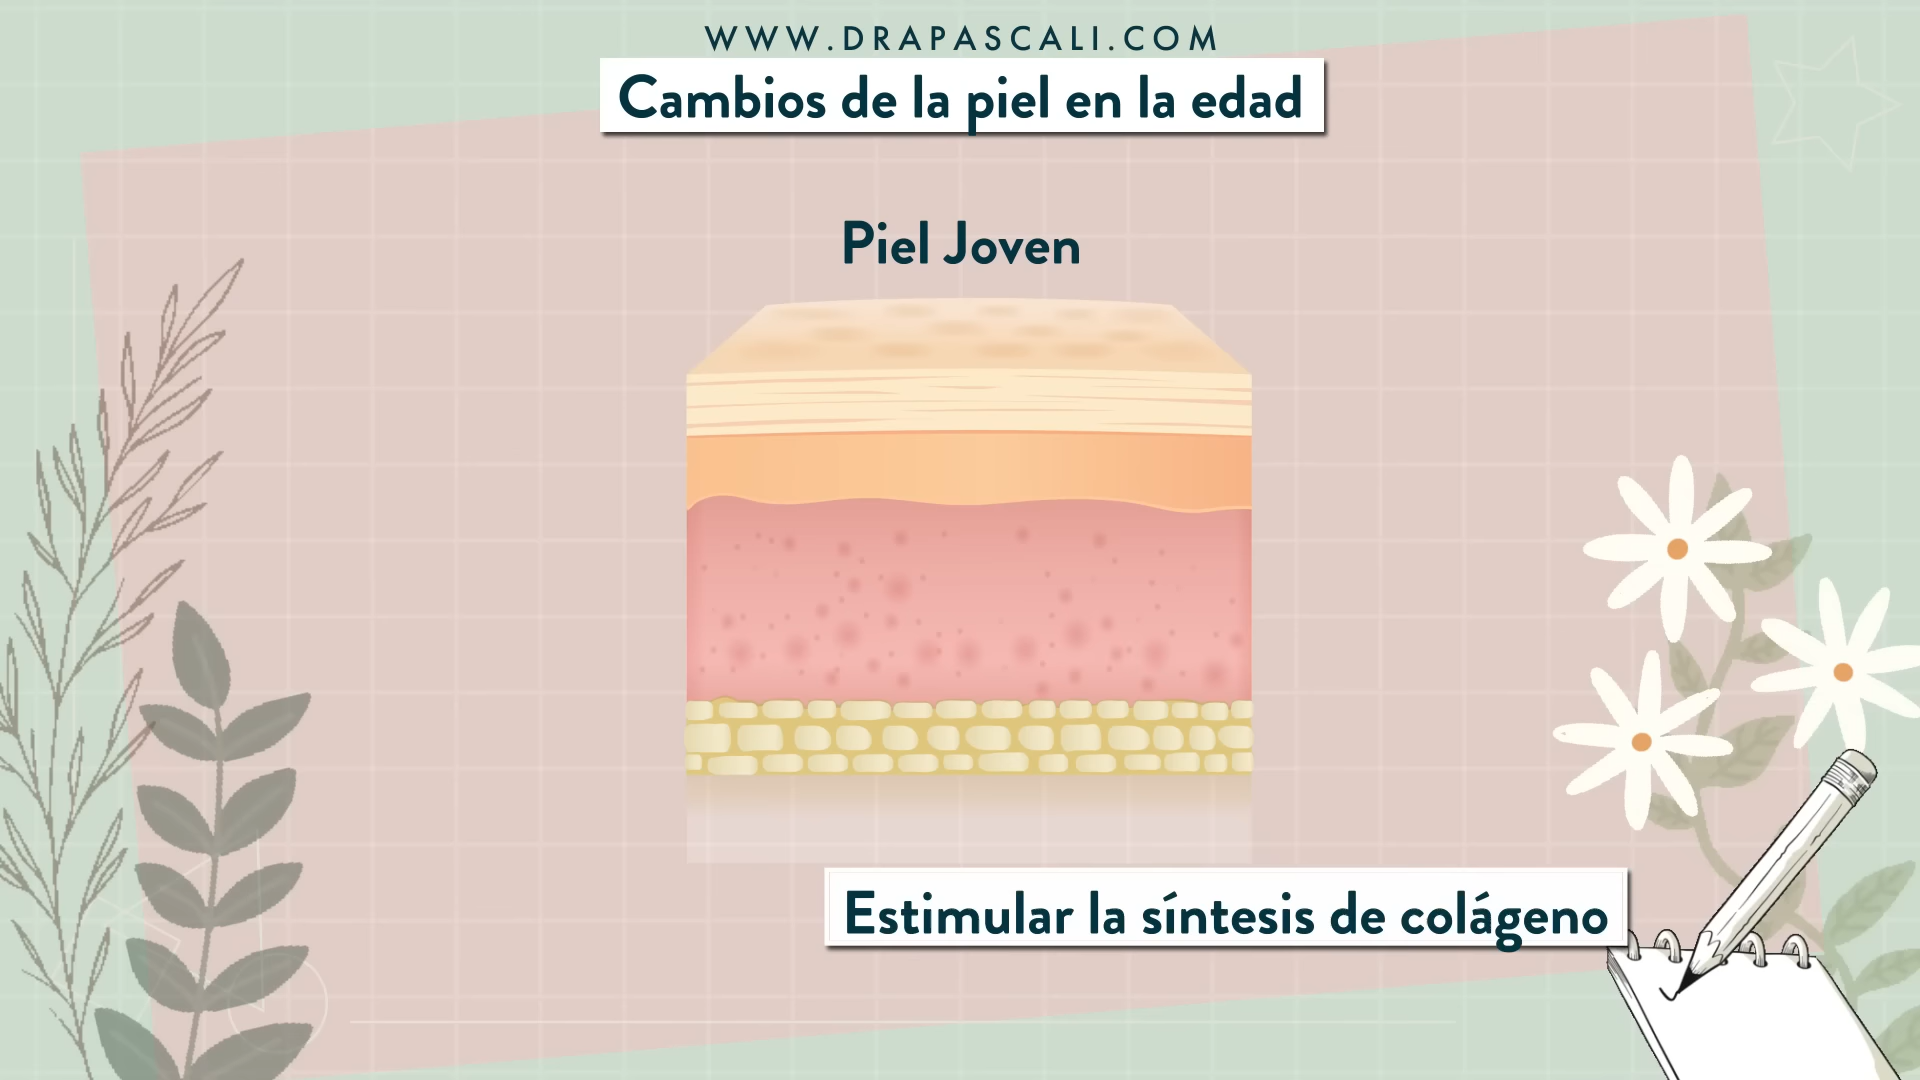 WWW.DRAPASCALI.COM
Cambios de la piel en la edad
Piel Joven
Estimular la síntesis de colágeno